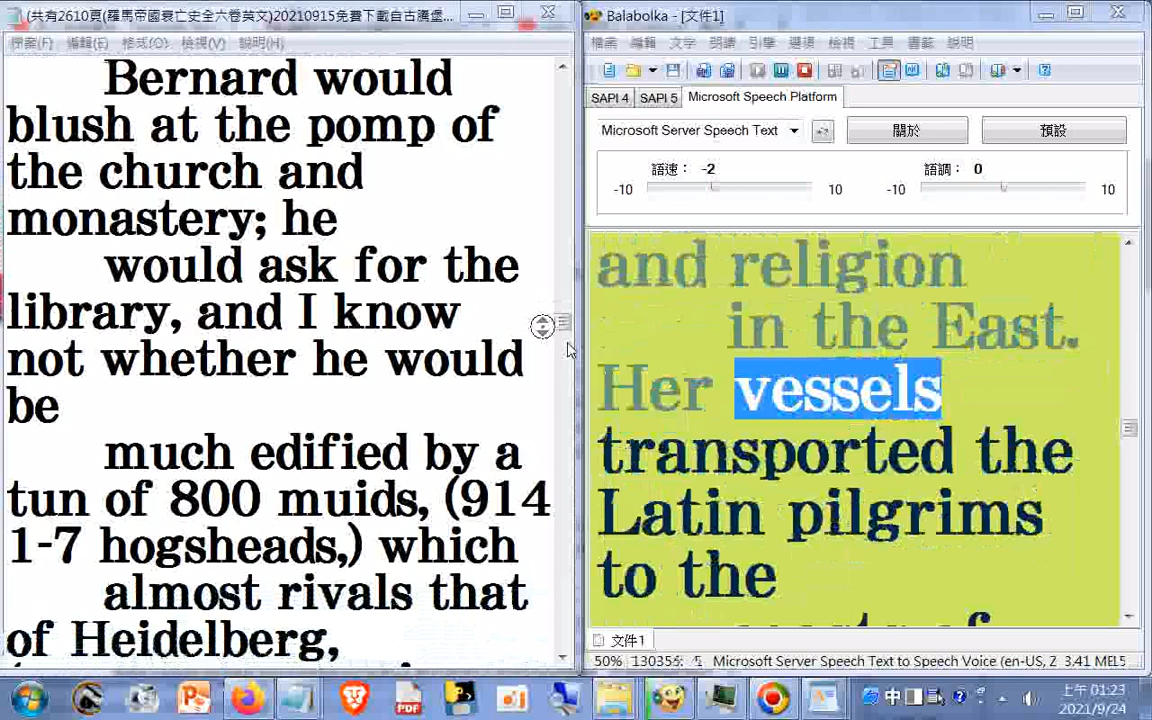 (共有2610頁(羅馬帝國衰亡史全六卷英文)20210915免費下載自古騰堡...
檔案(F) 編輯(E) 格式(O) 檢視(V) 說明(H)
Bernard would
blush at the pomp of
the church and
monastery; he
would ask for the
library, and I know
not whether he would
be
much edified by a
tun of 800 muids, (914
1-7 hogsheads,) which
almost rivals that
of Heidelberg,
Balabolka - [文件1]
檔案 編輯 文字 朗讀 引擎 選項 檢視 工具 書籤 說明
SAPI 4 SAPI 5 Microsoft Speech Platform
Microsoft Server Speech Text 關於 預設
語速： -2 語調： 0
-10 10 -10 10
and religion
in the East.
Her vessels
transported the
Latin pilgrims
to the
文件1
50% Microsoft Server Speech Text to Speech Voice (en-US, Z 3.41
中 上午 01:23
2021/9/24